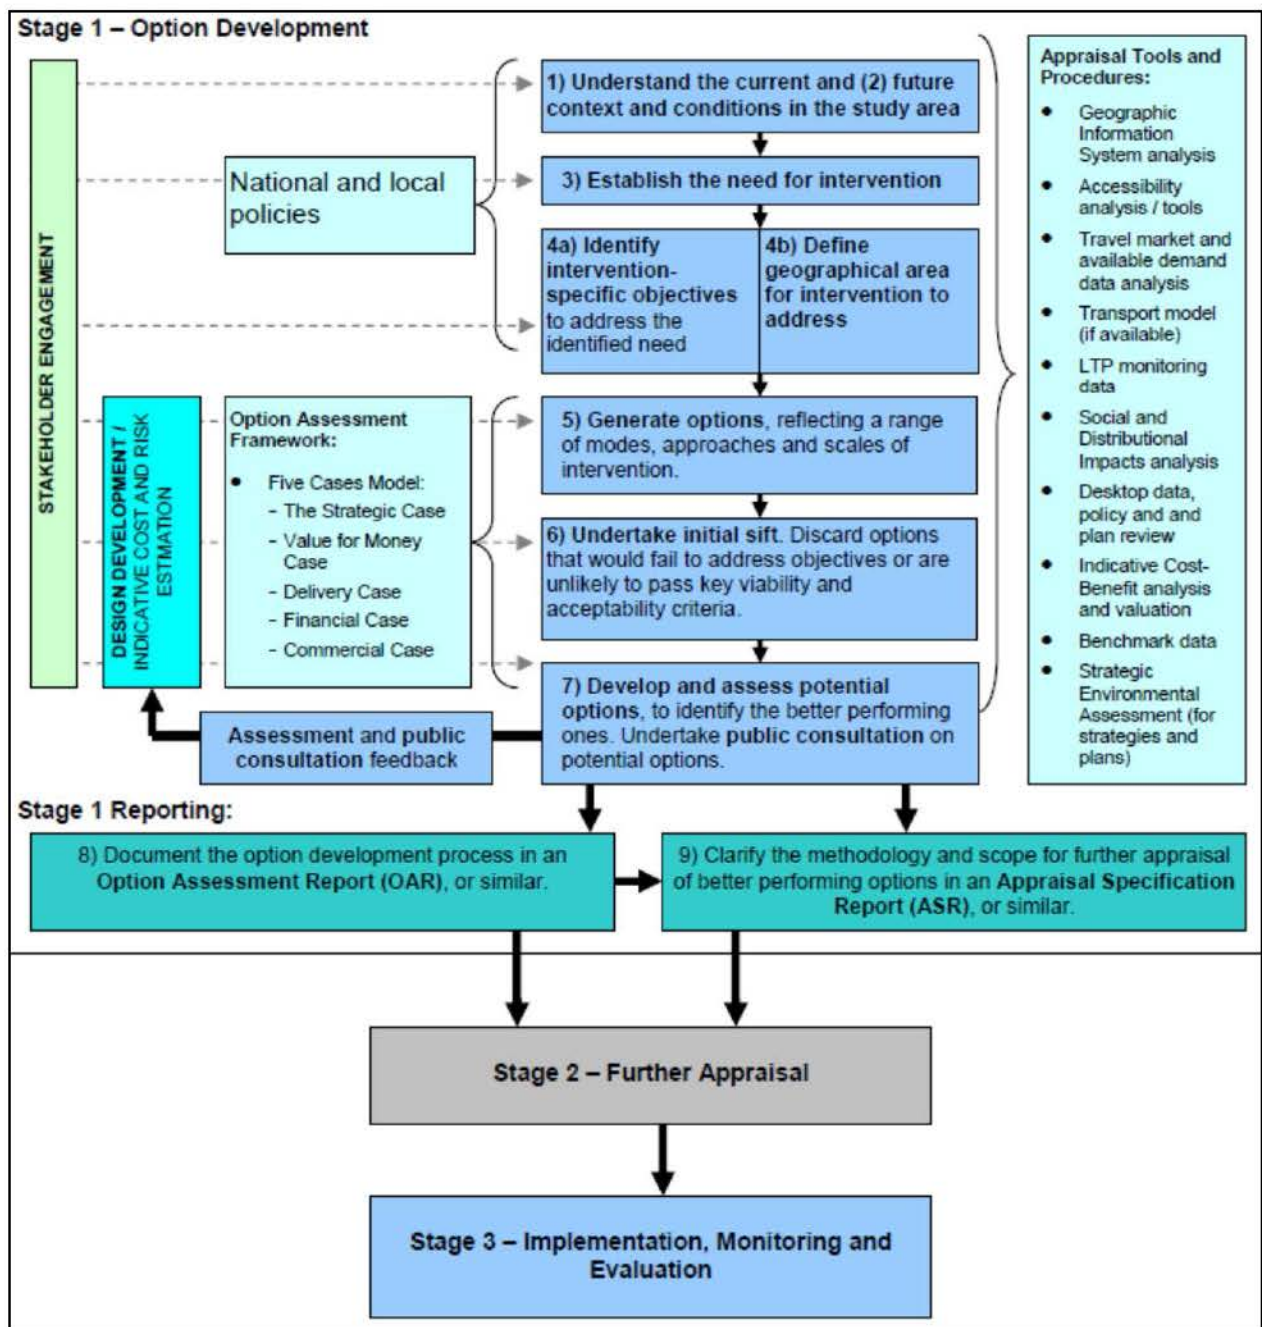 Stage 1 – Option Development
STAKEHOLDER ENGAGEMENT
National and local
policies
1) Understand the current and (2) future
context and conditions in the study area
3) Establish the need for intervention
4a) Identify
intervention-
specific objectives
to address the
identified need
4b) Define
geographical area
for intervention to
address
DESIGN DEVELOPMENT /
INDICATIVE COST AND RISK
ESTMATION
Option Assessment
Framework:
• Five Cases Model:
- The Strategic Case
- Value for Money
Case
- Delivery Case
- Financial Case
- Commercial Case
5) Generate options, reflecting a range
of modes, approaches and scales of
intervention.
6) Undertake initial sift. Discard options
that would fail to address objectives or are
unlikely to pass key viability and
acceptability criteria.
7) Develop and assess potential
options, to identify the better performing
ones. Undertake public consultation on
potential options.
Assessment and public
consultation feedback
Appraisal Tools and
Procedures:
• Geographic
Information
System analysis
• Accessibility
analysis / tools
• Travel market and
available demand
data analysis
• Transport model
(if available)
• LTP monitoring
data
• Social and
Distributional
Impacts analysis
• Desktop data,
policy and and
plan review
• Indicative Cost-
Benefit analysis
and valuation
• Benchmark data
• Strategic
Environmental
Assessment (for
strategies and
plans)
Stage 1 Reporting:
8) Document the option development process in an
Option Assessment Report (OAR), or similar.
9) Clarify the methodology and scope for further appraisal
of better performing options in an Appraisal Specification
Report (ASR), or similar.
Stage 2 – Further Appraisal
Stage 3 – Implementation, Monitoring and
Evaluation